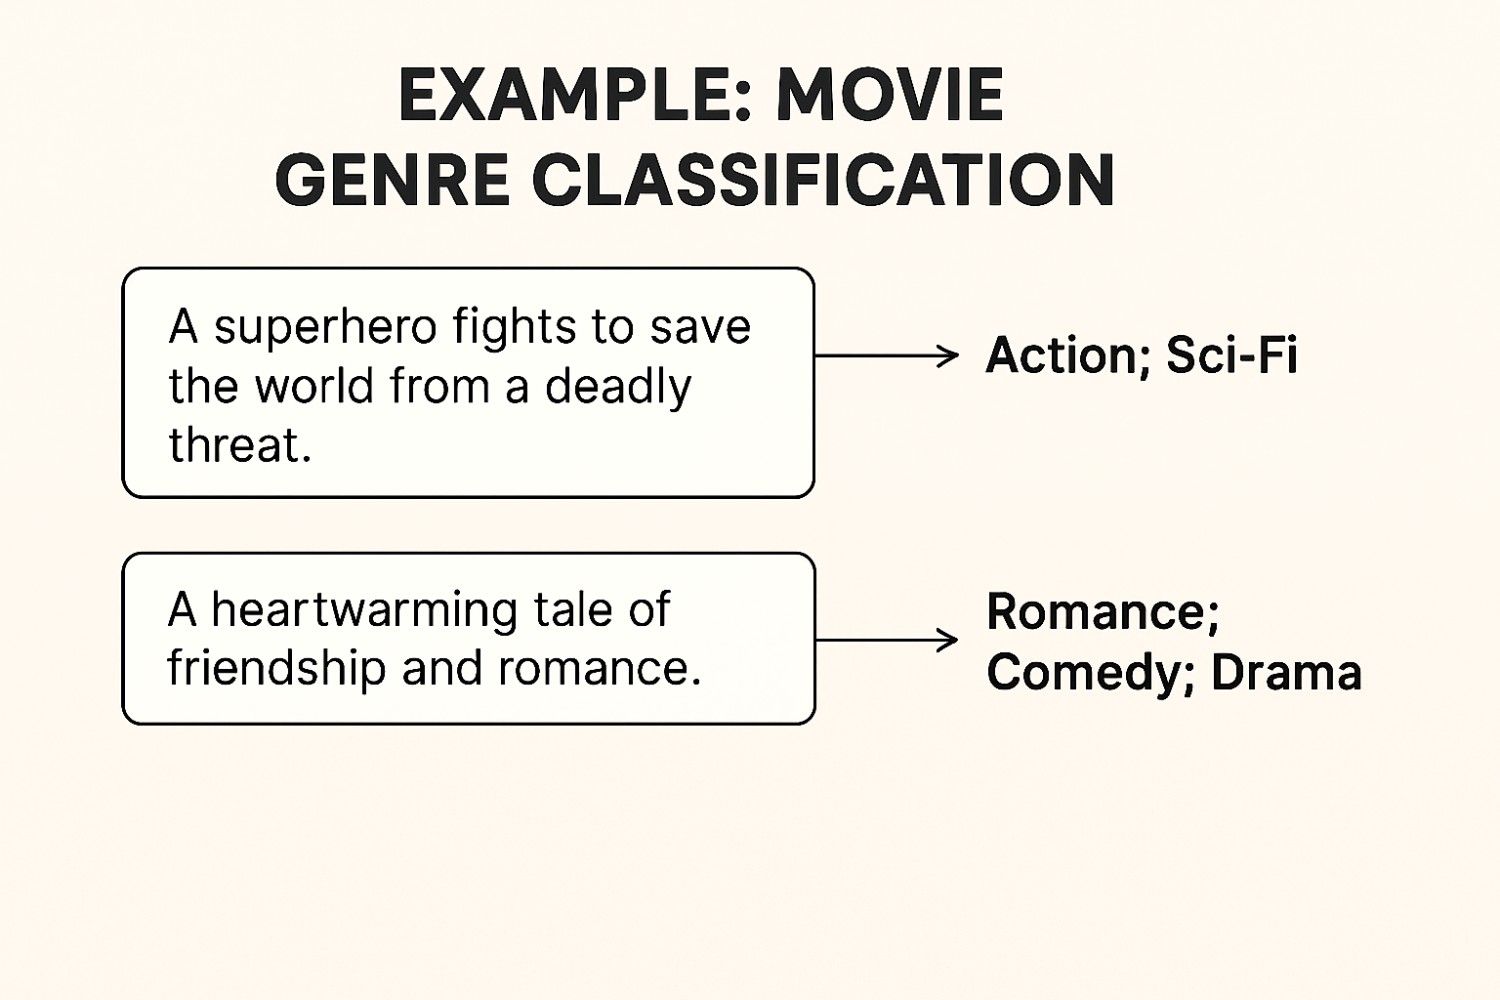 EXAMPLE: MOVIE
GENRE CLASSIFICATION
A superhero fights to save
the world from a deadly
threat.
Action; Sci-Fi
A heartwarming tale of
friendship and romance.
Romance;
Comedy; Drama